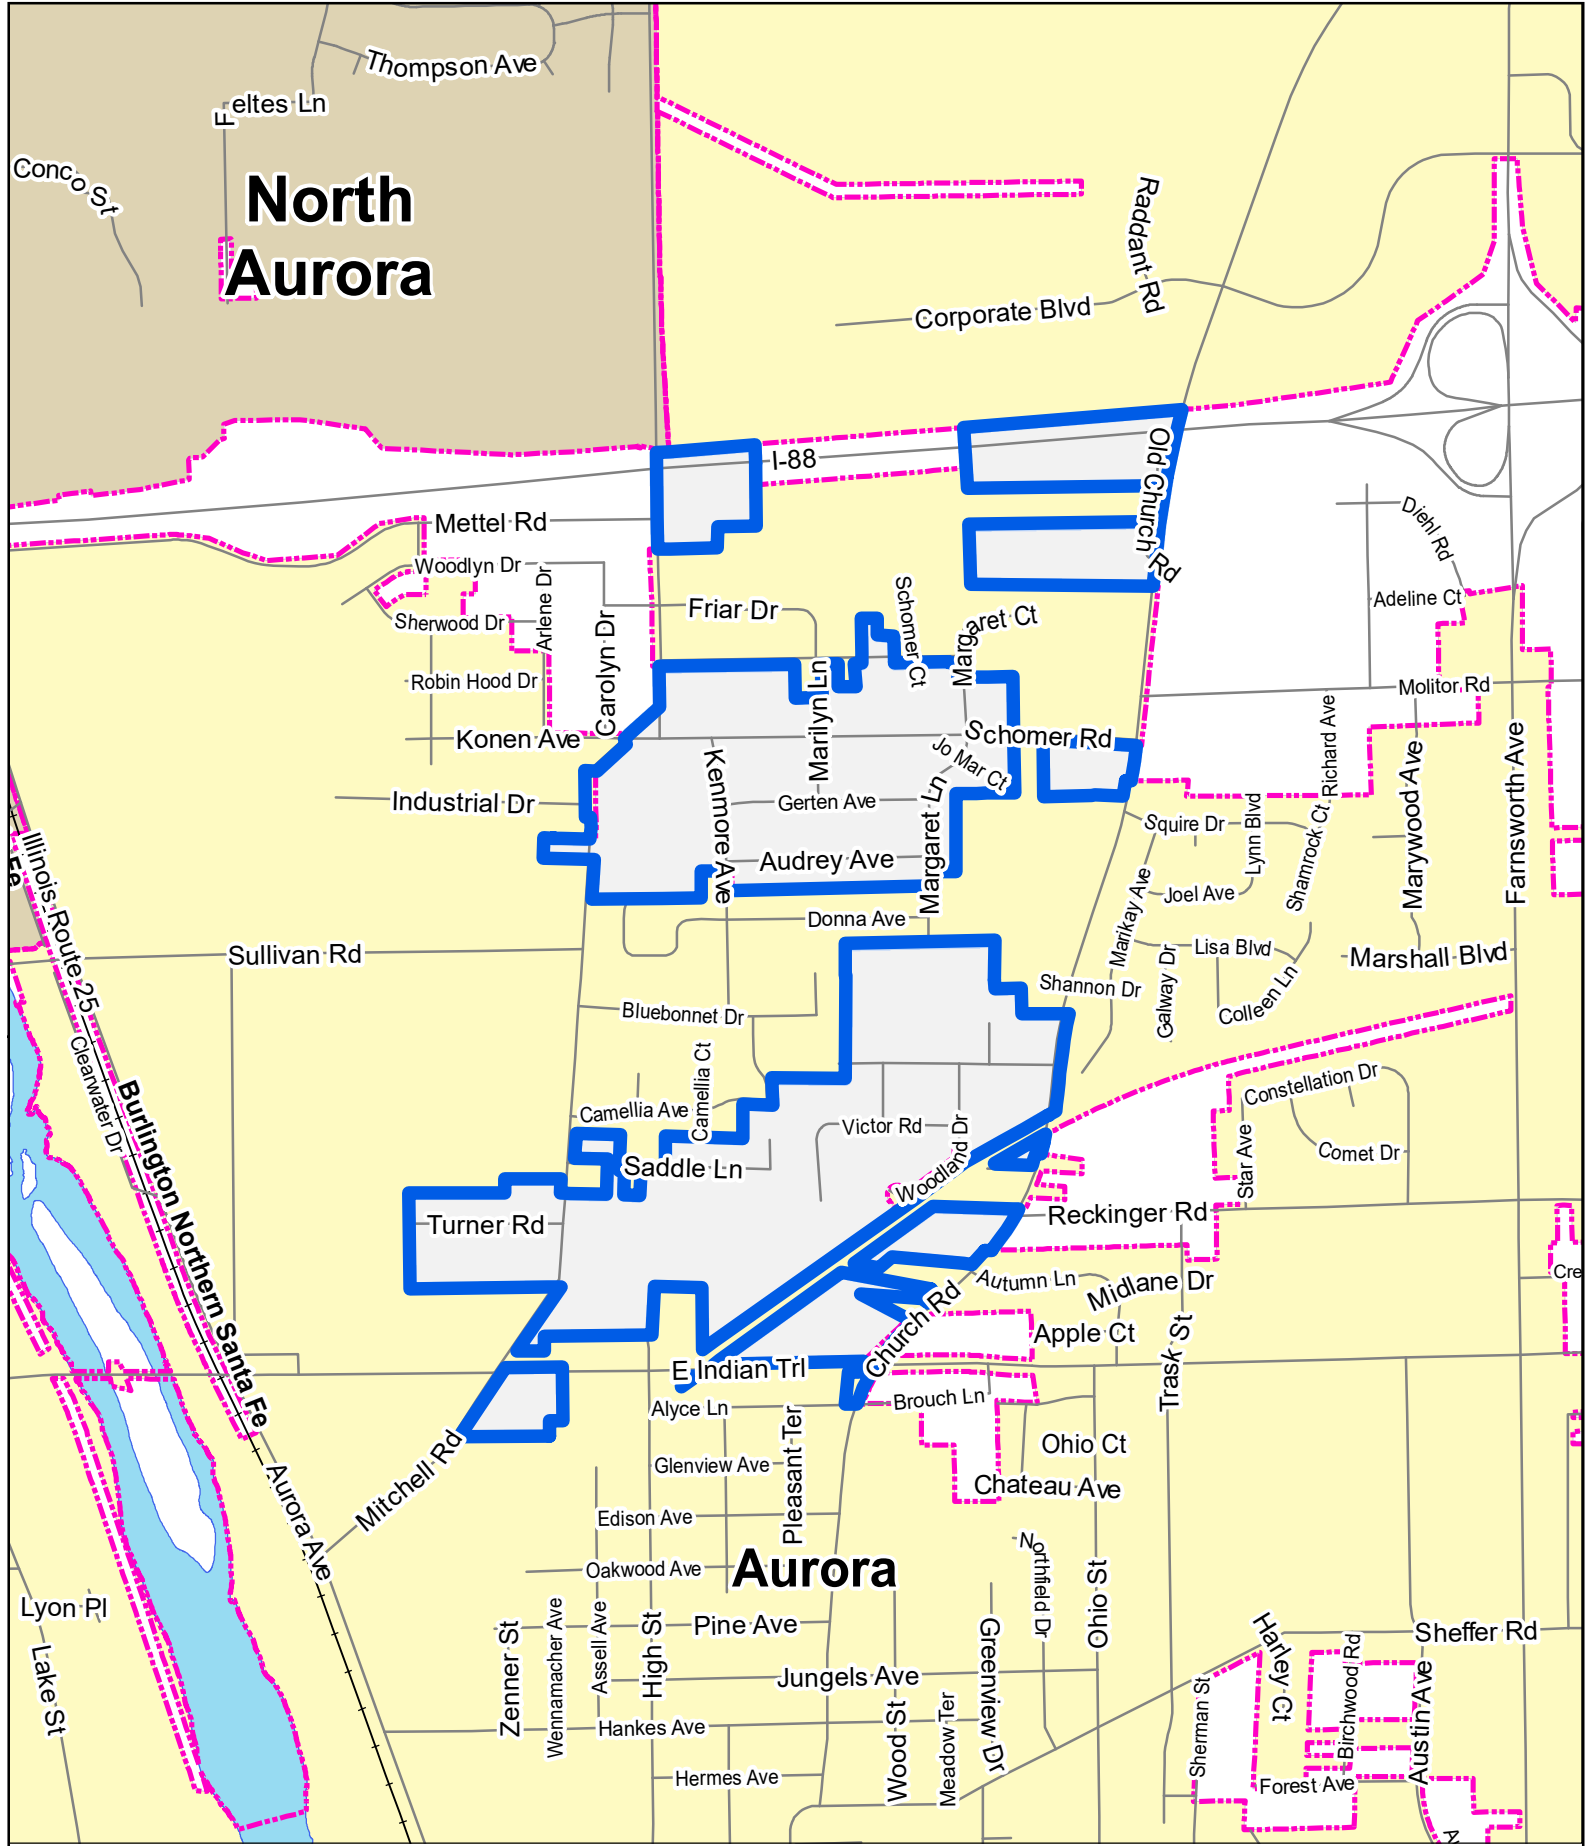 Thompson Ave
Feltes Ln
Conco St
North
Aurora
Raddant Rd
Corporate Blvd
I-88
Old Church Rd
Mettel Rd
Diehl Rd
Woodlyn Dr
Arlene Dr
Adeline Ct
Friar Dr
Schomer Ct
Margaret Ct
Sherwood Dr
Carolyn Dr
Robin Hood Dr
Marilyn Ln
Molitor Rd
Konen Ave
Schomer Rd
Richard Ave
Jo Mar Ct
Kenmore Ave
Marywood Ave
Farnsworth Ave
Industrial Dr
Gerten Ave
Margaret Ln
Squire Dr
Lynn Blvd
Shamrock Ct
Audrey Ave
Fe
Illinois Route 25
Marikay Ave
Joel Ave
Donna Ave
Sullivan Rd
Lisa Blvd
Marshall Blvd
Shannon Dr
Galway Dr
Colleen Ln
Bluebonnet Dr
Clearwater Dr
Camellia Ct
Constellation Dr
Burlington Northern Santa Fe
Camellia Ave
Victor Rd
Woodland Dr
Star Ave
Comet Dr
Saddle Ln
Turner Rd
Reckinger Rd
Cre
Autumn Ln
Midlane Dr
Church Rd
Apple Ct
Trask St
E Indian Trl
Alyce Ln
Brouch Ln
Pleasant Ter
Ohio Ct
Mitchell Rd
Glenview Ave
Chateau Ave
Aurora Ave
Edison Ave
Northfield Dr
Oakwood Ave
Aurora
Ohio St
Lyon Pl
Zenner St
Wennamacher Ave
Assell Ave
High St
Pine Ave
Greenview Dr
Harley Ct
Sheffer Rd
Lake St
Jungels Ave
Birchwood Rd
Austin Ave
Sherman St
Wood St
Meadow Ter
Hankes Ave
Hermes Ave
Forest Ave